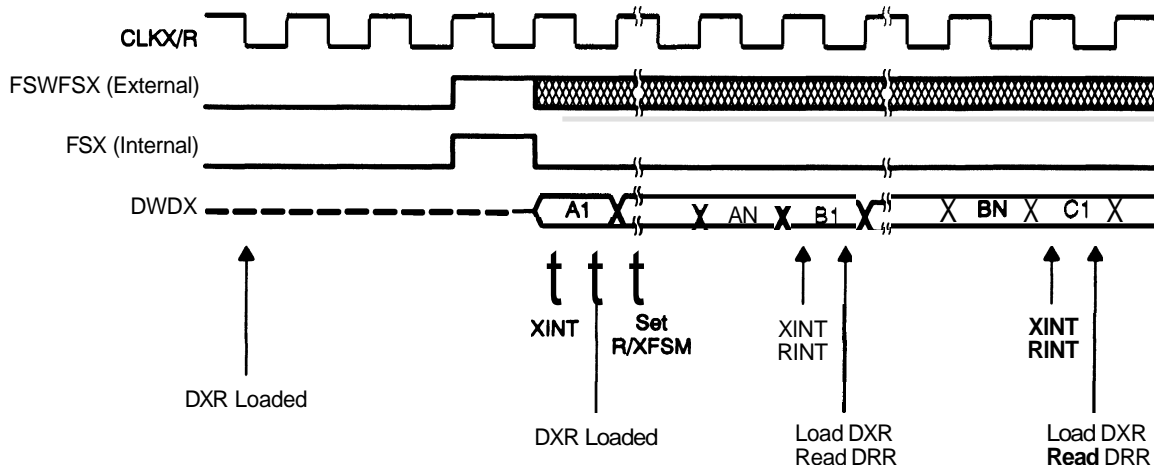 CLKX/R
FSWFSX (External)
FSX (Internal)
DWDX
A1 AN B1 BN C1
XINT
Set
R/XFSM
XINT
RINT
XINT
RINT
DXR Loaded
DXR Loaded
Load DXR
Read DRR
Load DXR
Read DRR